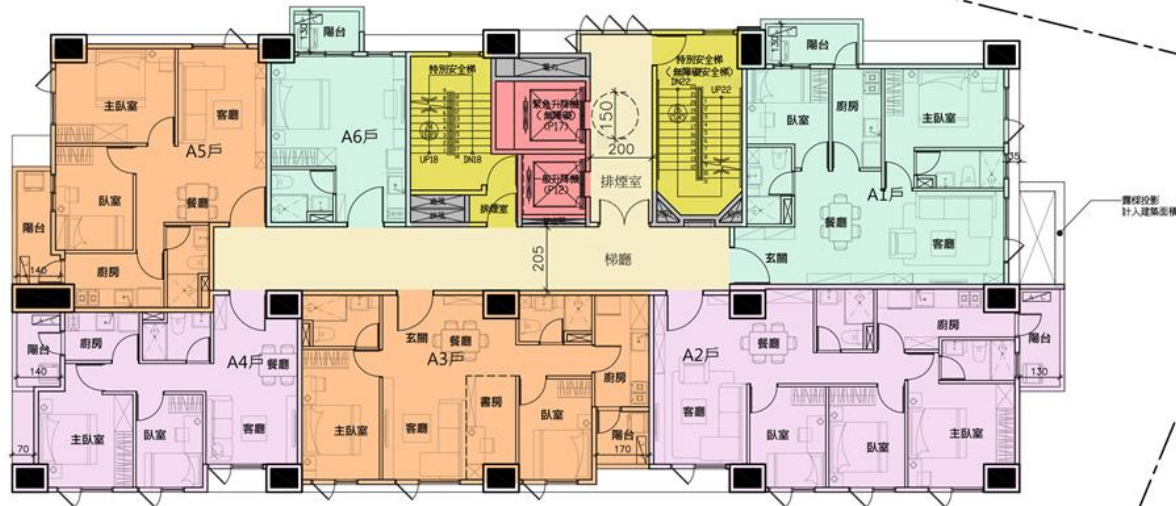 130
陽台
130
陽台
主臥室
客廳
A5戶
臥室
餐廳
陽台
140
廚房
A6戶
特別安全梯
UP18
DN18
排煙室
電力
緊急升降機
(無障礙)
(P17)
一般升降機
(P12)
150
200
排煙室
梯廳
205
特別安全梯
(無障礙安全梯)
DN22
UP22
臥室
廚房
主臥室
A1戶
餐廳
客廳
玄關
35
露樑投影
計入建築面積
陽台
140
廚房
A4戶
餐廳
主臥室
臥室
客廳
70
玄關
A3戶
餐廳
主臥室
客廳
書房
臥室
廚房
陽台
170
A2戶
餐廳
客廳
臥室
臥室
主臥室
廚房
陽台
130